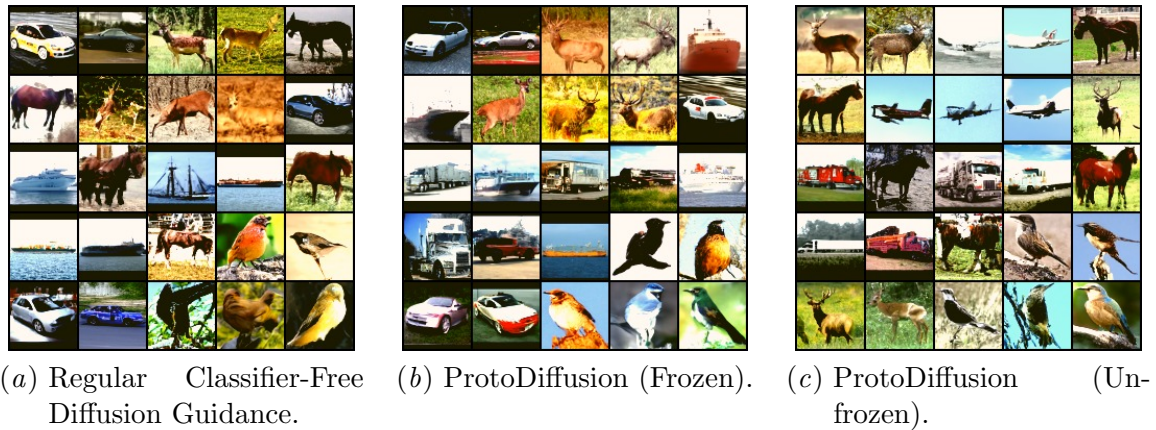 (a) Regular Classifier-Free
Diffusion Guidance.
(b) ProtoDiffusion (Frozen).
(c) ProtoDiffusion (Un-
frozen).